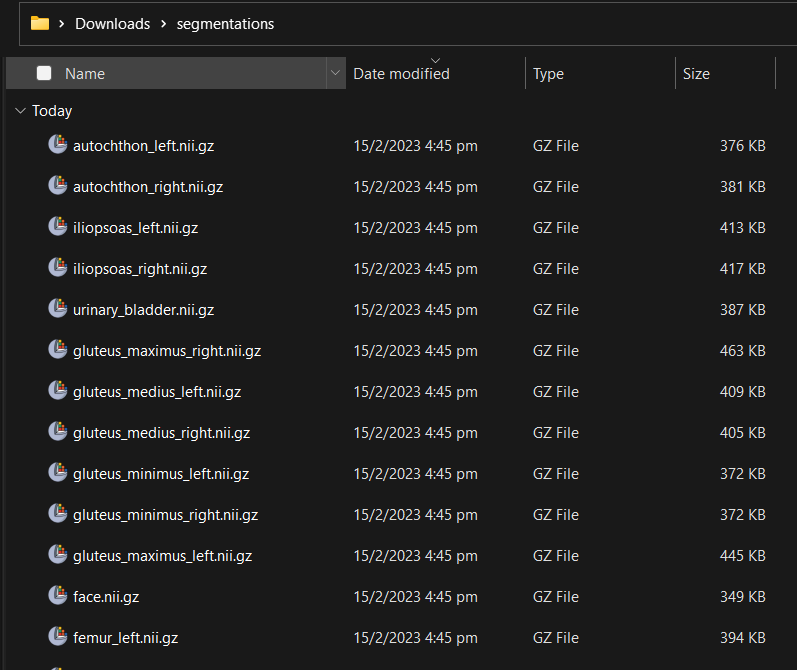 Downloads > segmentations
Name Date modified Type Size
Today
autochthon_left.nii.gz 15/2/2023 4:45 pm GZ File 376 KB
autochthon_right.nii.gz 15/2/2023 4:45 pm GZ File 381 KB
iliopsoas_left.nii.gz 15/2/2023 4:45 pm GZ File 413 KB
iliopsoas_right.nii.gz 15/2/2023 4:45 pm GZ File 417 KB
urinary_bladder.nii.gz 15/2/2023 4:45 pm GZ File 387 KB
gluteus_maximus_right.nii.gz 15/2/2023 4:45 pm GZ File 463 KB
gluteus_medius_left.nii.gz 15/2/2023 4:45 pm GZ File 409 KB
gluteus_medius_right.nii.gz 15/2/2023 4:45 pm GZ File 405 KB
gluteus_minimus_left.nii.gz 15/2/2023 4:45 pm GZ File 372 KB
gluteus_minimus_right.nii.gz 15/2/2023 4:45 pm GZ File 372 KB
gluteus_maximus_left.nii.gz 15/2/2023 4:45 pm GZ File 445 KB
face.nii.gz 15/2/2023 4:45 pm GZ File 349 KB
femur_left.nii.gz 15/2/2023 4:45 pm GZ File 394 KB